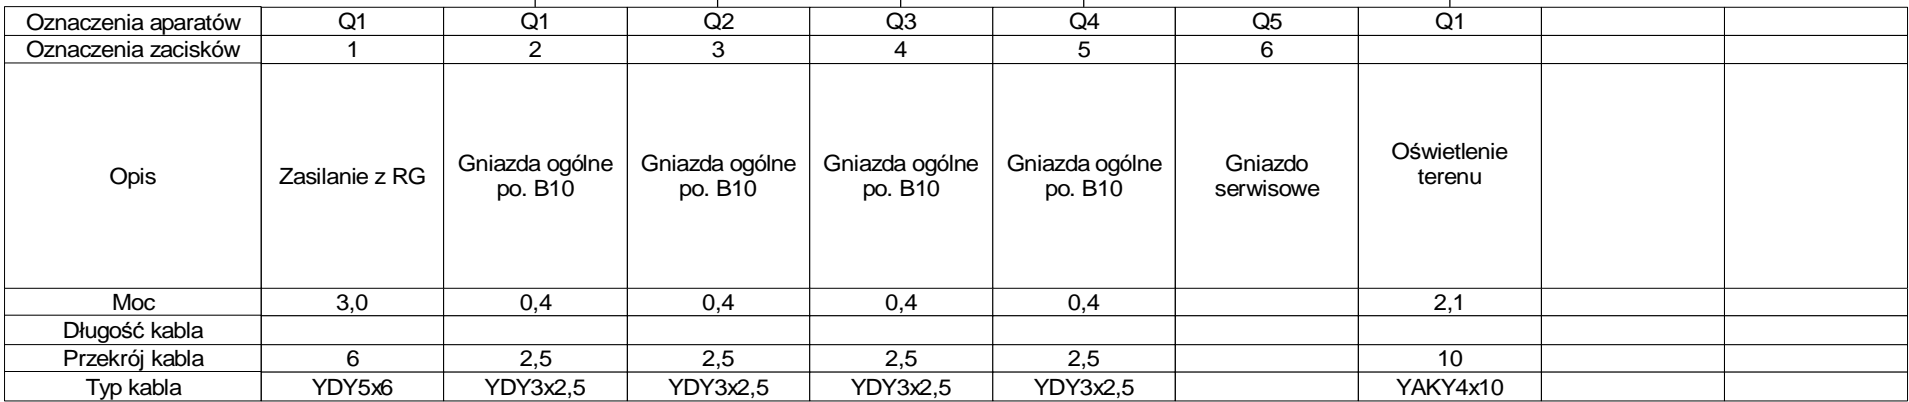 Oznaczenia aparatów Q1 Q1 Q2 Q3 Q4 Q5 Q1
Oznaczenia zacisków 1 2 3 4 5 6
Opis
Zasilanie z RG
Gniazda ogólne
po. B10
Gniazda ogólne
po. B10
Gniazda ogólne
po. B10
Gniazda ogólne
po. B10
Gniazdo
serwisowe
Oświetlenie
terenu
Moc 3,0 0,4 0,4 0,4 0,4 2,1
Długość kabla
Przekrój kabla 6 2,5 2,5 2,5 2,5 10
Typ kabla YDY5x6 YDY3x2,5 YDY3x2,5 YDY3x2,5 YDY3x2,5 YAKY4x10